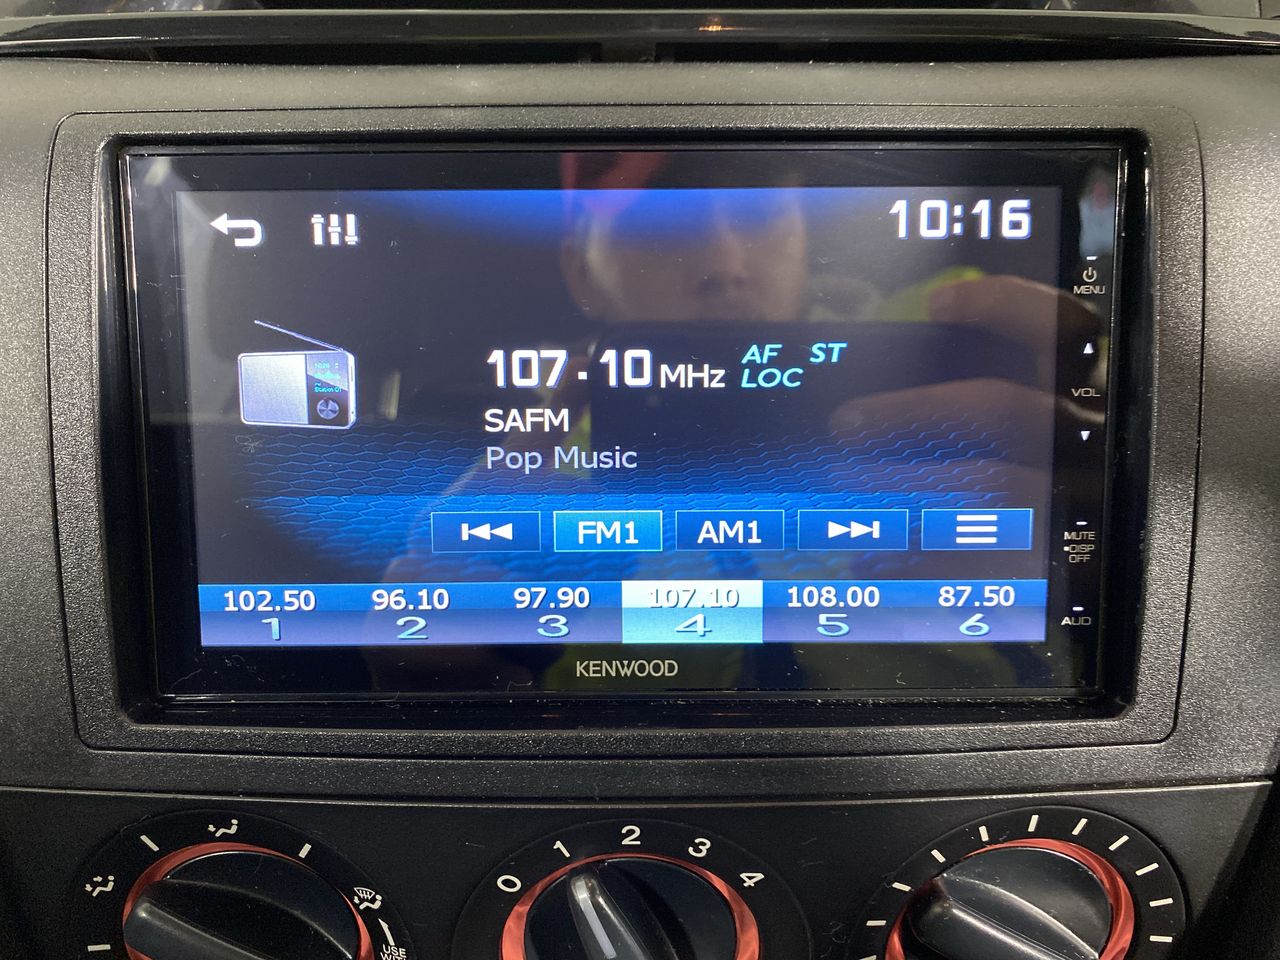 10:16
MENU
107.10 MHz AF ST
LOC
VOL
SAFM
Pop Music
FM1 AM1
MUTE
DISP
OFF
102.50 96.10 97.90 107.10 108.00 87.50
1 2 3 4 5 6
AUD
KENWOOD
0 1 2 3 4
USE